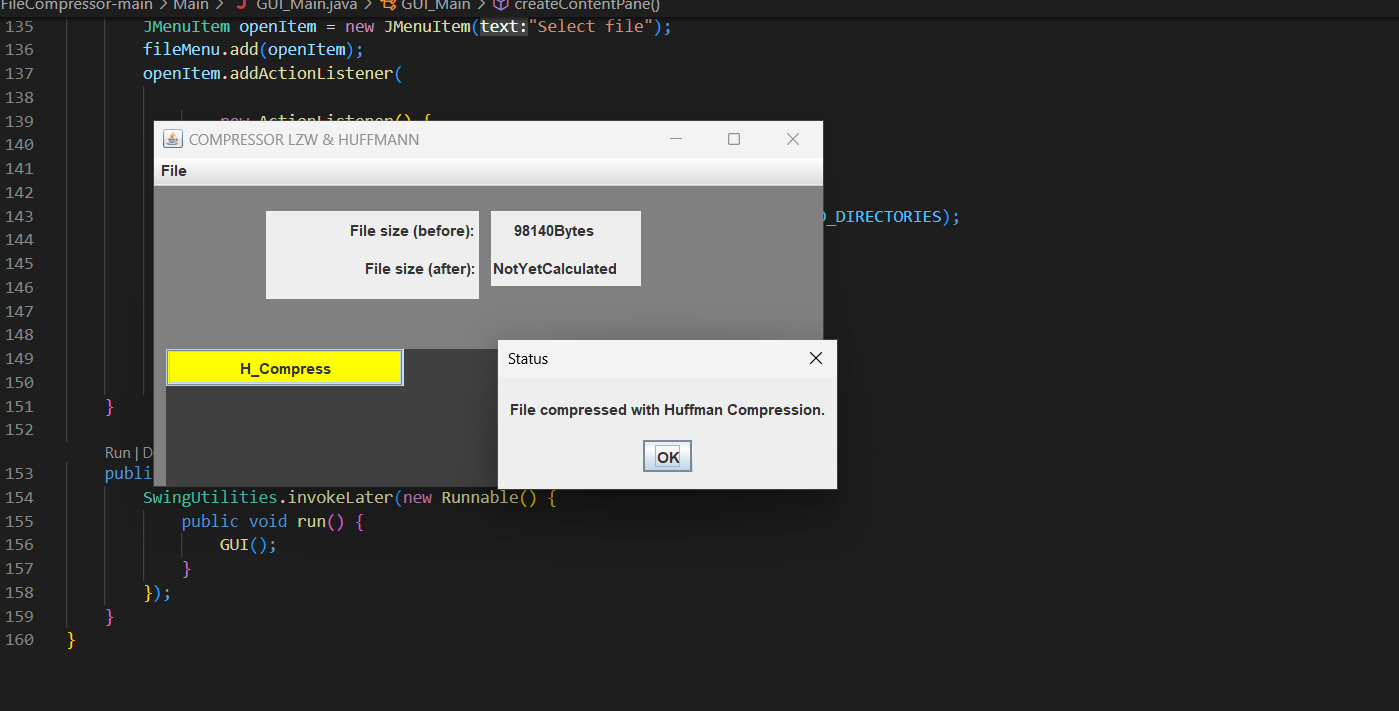 FileCompressor-main > Main > J GUI_Main.java > GUI_Main > createContentPane()
135 JMenuItem openItem = new JMenuItem(text:"Select file");
136 fileMenu.add(openItem);
137 openItem.addActionListener(
138
139 new ActionListener() {
COMPRESSOR LZW & HUFFMANN
140
141 File
142
143 O_DIRECTORIES);
File size (before): 98140Bytes
144
145 File size (after): NotYetCalculated
146
147
148
149 Status
H_Compress
150
151 }
File compressed with Huffman Compression.
152
Run | D
OK
153 publi
154 SwingUtilities.invokeLater(new Runnable() {
155 public void run() {
156 GUI();
157 }
158 });
159 }
160 }